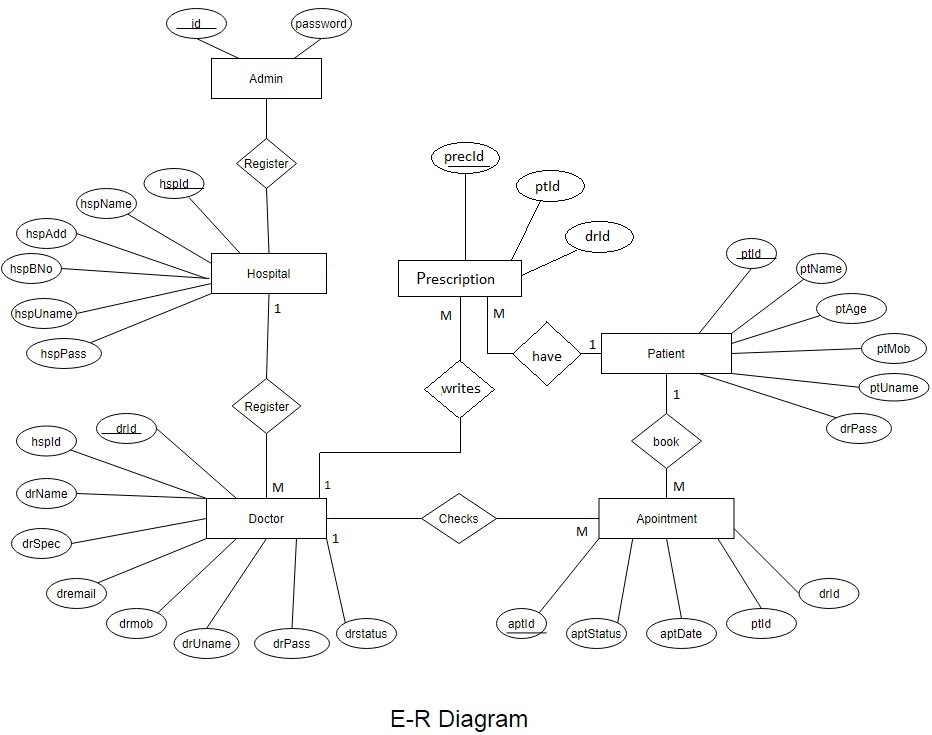 id
password
Admin
Register
hspId
hspName
hspAdd
hspBNo
hspUname
hspPass
Hospital
1
Register
M
precId
ptId
drId
Prescription
M
M
have
1
writes
1
ptId
ptName
ptAge
ptMob
ptUname
drPass
Patient
1
book
M
drId
hspId
drName
drSpec
dremail
drmob
drUname
drPass
drstatus
Doctor
1
Checks
M
Apointment
aptId
aptStatus
aptDate
ptId
drId
E-R Diagram